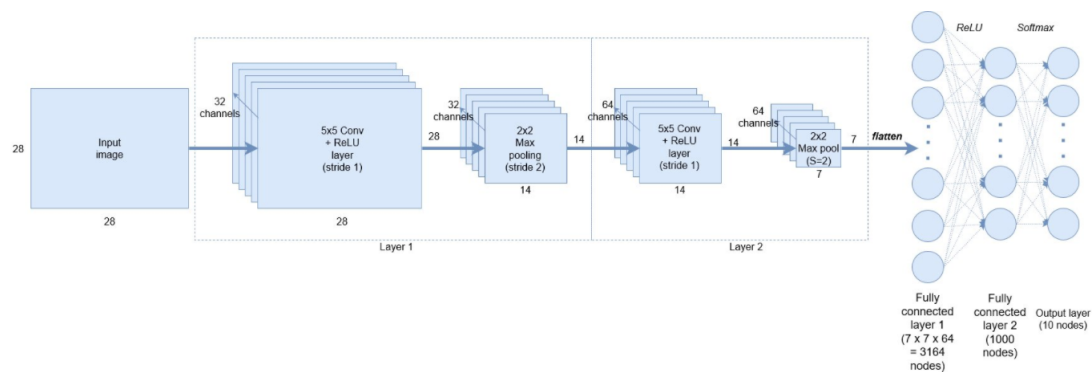 28
Input
image
28
32
channels
5x5 Conv
+ ReLU
layer
(stride 1)
28
28
32
channels
2x2
Max
pooling
(stride 2)
14
14
Layer 1
64
channels
5x5 Conv
+ ReLU
layer
(stride 1)
14
14
64
channels
2x2
Max pool
(S=2)
7
7
Layer 2
flatten
ReLU
Softmax
Fully
connected
layer 1
(7 x 7 x 64
= 3164
nodes)
Fully
connected
layer 2
(1000
nodes)
Output layer
(10 nodes)